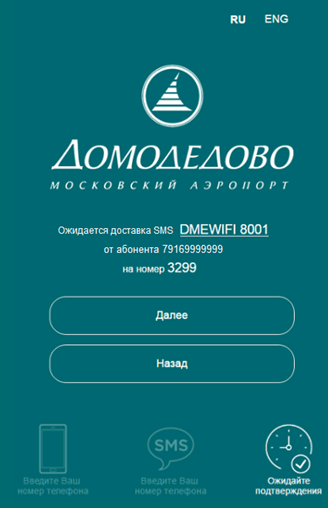 RU ENG
ДОМОДЕДОВО
МОСКОВСКИЙ АЭРОПОРТ
Ожидается доставка SMS DMEWIFI 8001
от абонента 79169999999
на номер 3299
Далее
Назад
SMS
Введите Ваш номер телефона
Введите Ваш номер телефона
Ожидайте подтверждения